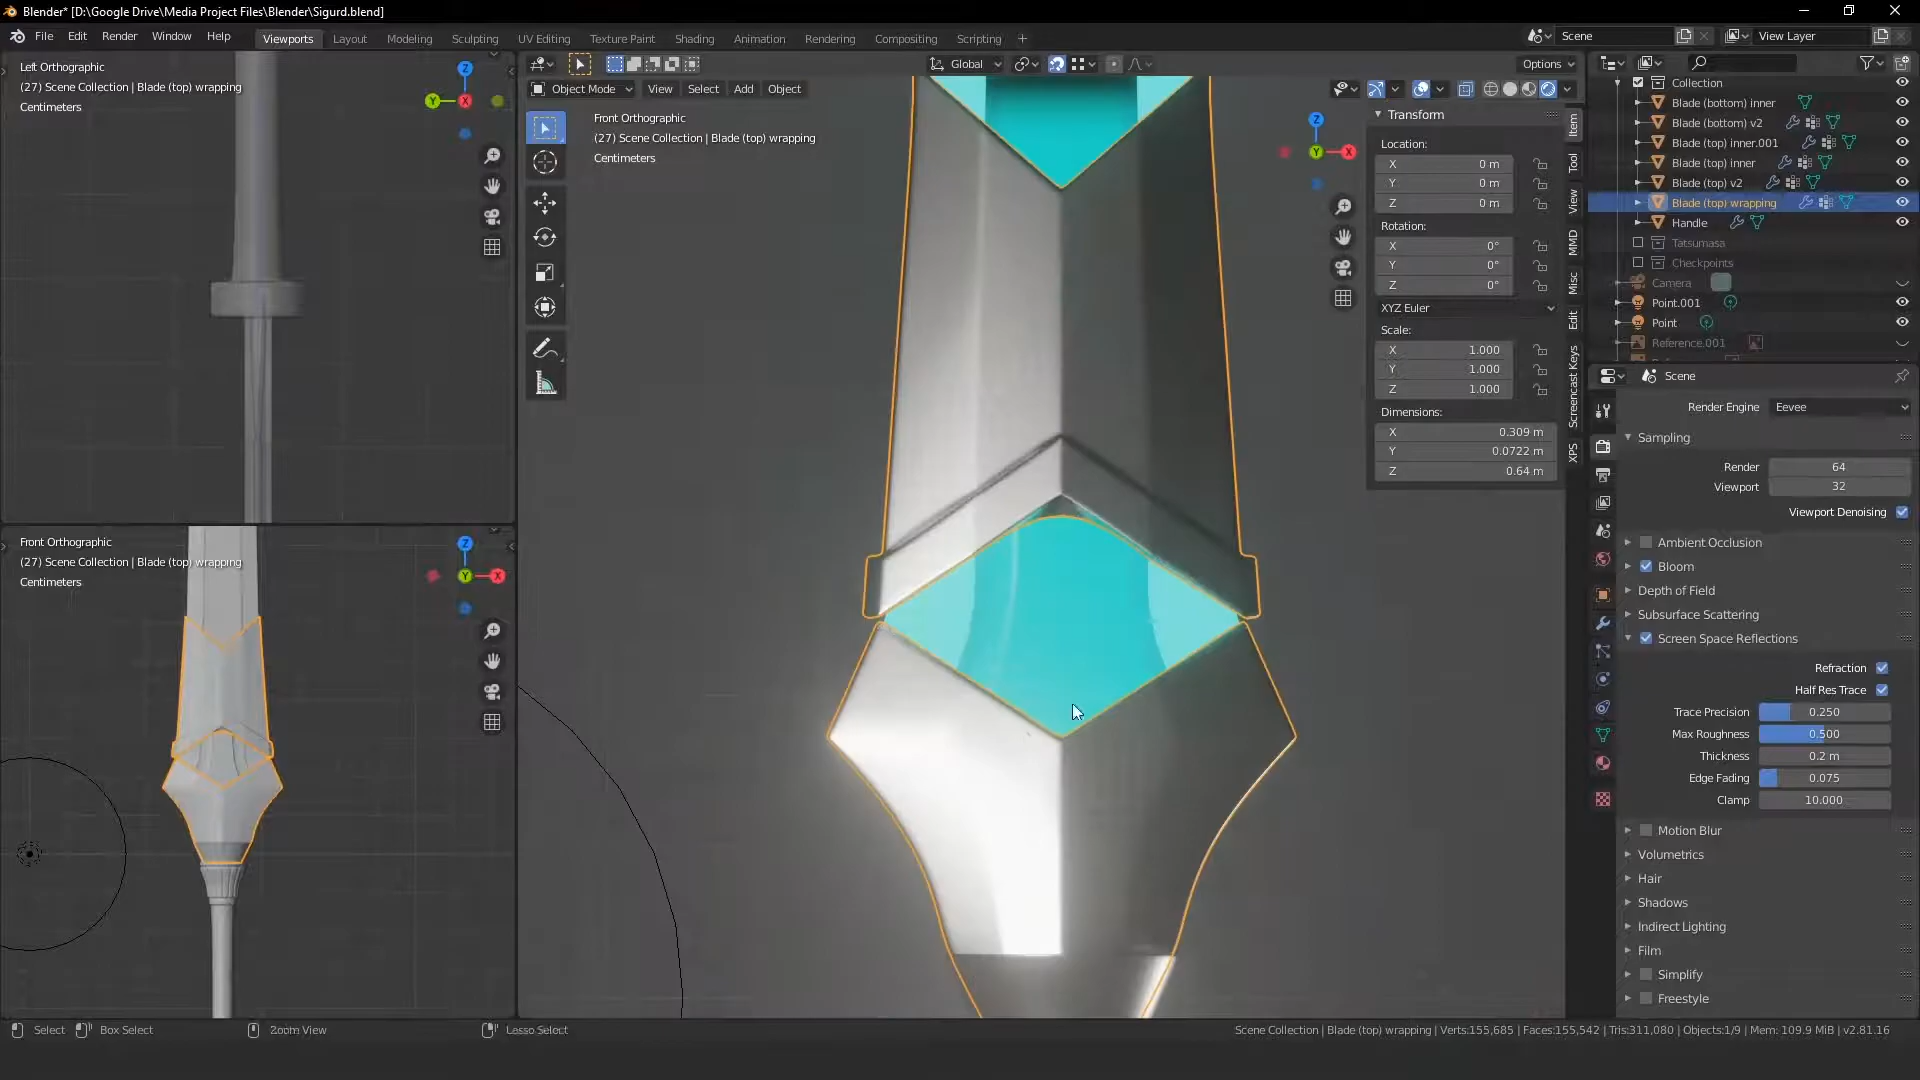 Blender* [D:\Google Drive\Media Project Files\Blender\Sigurd.blend]
File Edit Render Window Help Viewports Layout Modeling Sculpting UV Editing Texture Paint Shading Animation Rendering Compositing Scripting Scene View Layer
Left Orthographic
(27) Scene Collection | Blade (top) wrapping
Centimeters
Front Orthographic
(27) Scene Collection | Blade (top) wrapping
Centimeters
Global Options
Object Mode View Select Add Object
Front Orthographic
(27) Scene Collection | Blade (top) wrapping
Centimeters
Transform
Location:
X 0 m
Y 0 m
Z 0 m
Rotation:
X 0°
Y 0°
Z 0°
XYZ Euler
Scale:
X 1.000
Y 1.000
Z 1.000
Dimensions:
X 0.309 m
Y 0.0722 m
Z 0.64 m
Item
Tool
View
MMD
Misc
Edit
Screencast Keys
XPS
Collection
Blade (bottom) inner
Blade (bottom) v2
Blade (top) inner.001
Blade (top) inner
Blade (top) v2
Blade (top) wrapping
Handle
Tatsumasa
Checkpoints
Camera
Point.001
Point
Reference.001
Scene
Render Engine Eevee
Sampling
Render 64
Viewport 32
Viewport Denoising
Ambient Occlusion
Bloom
Depth of Field
Subsurface Scattering
Screen Space Reflections
Refraction
Half Res Trace
Trace Precision 0.250
Max Roughness 0.500
Thickness 0.2 m
Edge Fading 0.075
Clamp 10.000
Motion Blur
Volumetrics
Hair
Shadows
Indirect Lighting
Film
Simplify
Freestyle
Select Box Select Zoom View Lasso Select Scene Collection | Blade (top) wrapping | Verts:155,685 | Faces:155,542 | Tris:311,080 | Objects:1/9 | Mem: 109.9 MiB | v2.81.16